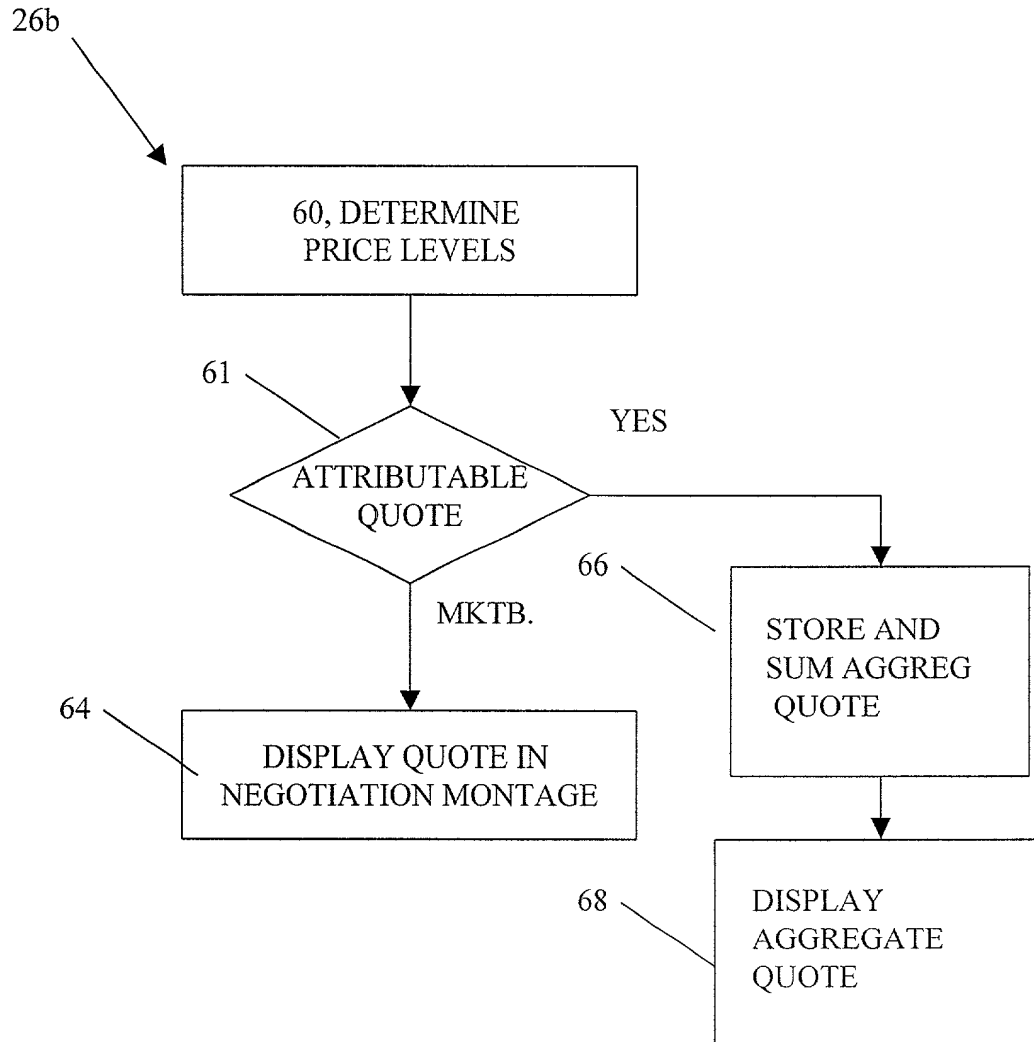 26b
60, DETERMINE
PRICE LEVELS
61
YES
ATTRIBUTABLE
QUOTE
66
MKTB.
STORE AND
SUM AGGREG
QUOTE
64
DISPLAY QUOTE IN
NEGOTIATION MONTAGE
68
DISPLAY
AGGREGATE
QUOTE